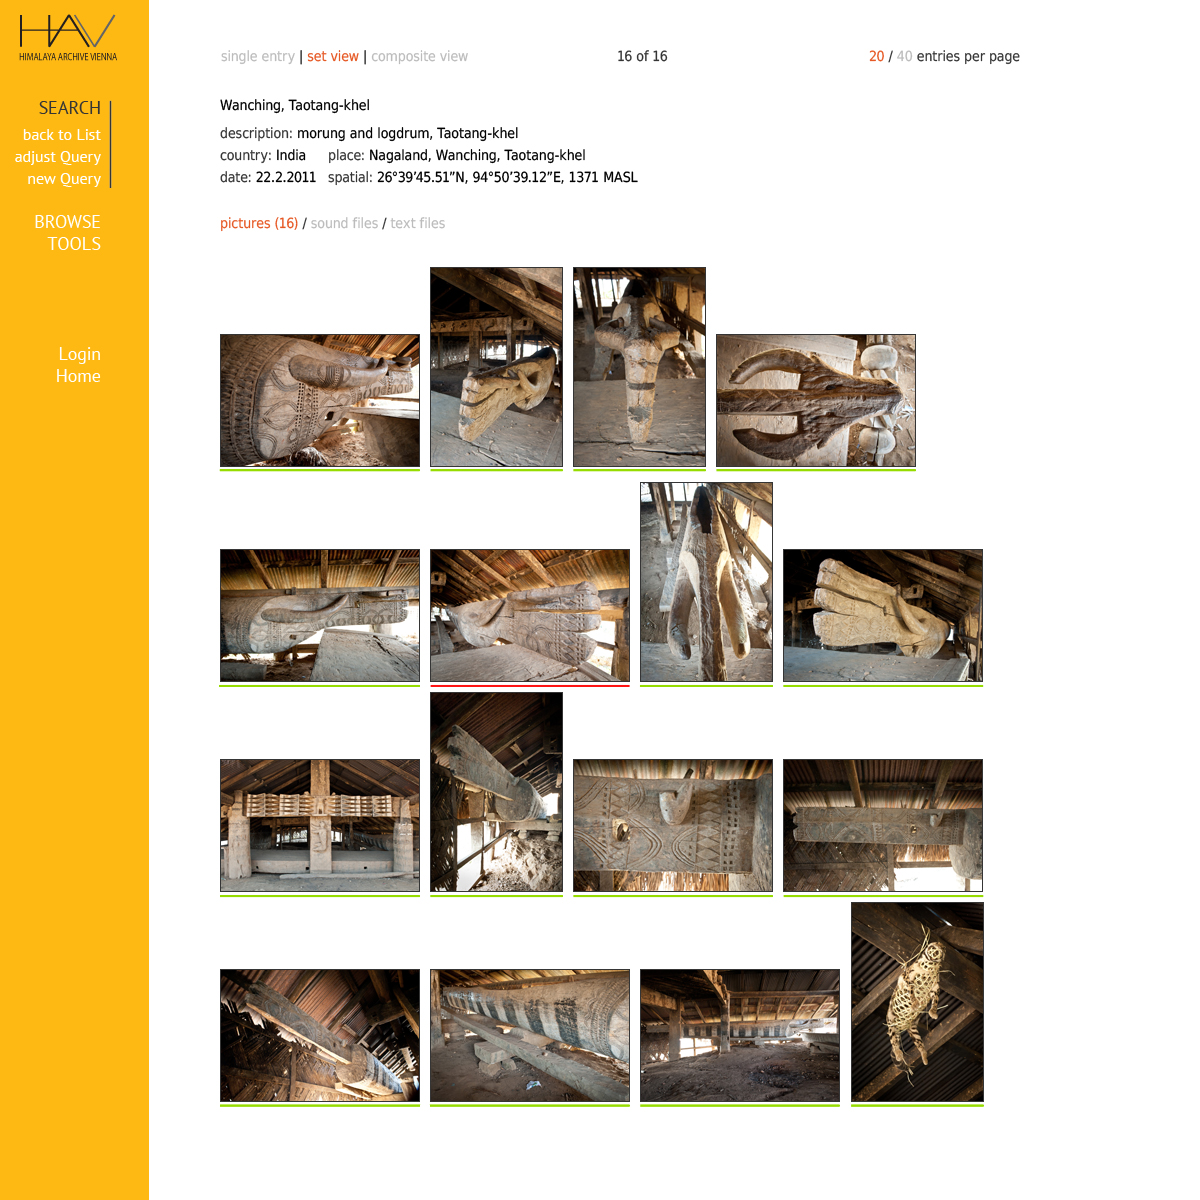 HAV
HIMALAYA ARCHIVE VIENNA
SEARCH
back to List
adjust Query
new Query
BROWSE
TOOLS
Login
Home
single entry | set view | composite view
16 of 16
20 / 40 entries per page
Wanching, Taotang-khel
description: morung and logdrum, Taotang-khel
country: India place: Nagaland, Wanching, Taotang-khel
date: 22.2.2011 spatial: 26°39’45.51”N, 94°50’39.12”E, 1371 MASL
pictures (16) / sound files / text files